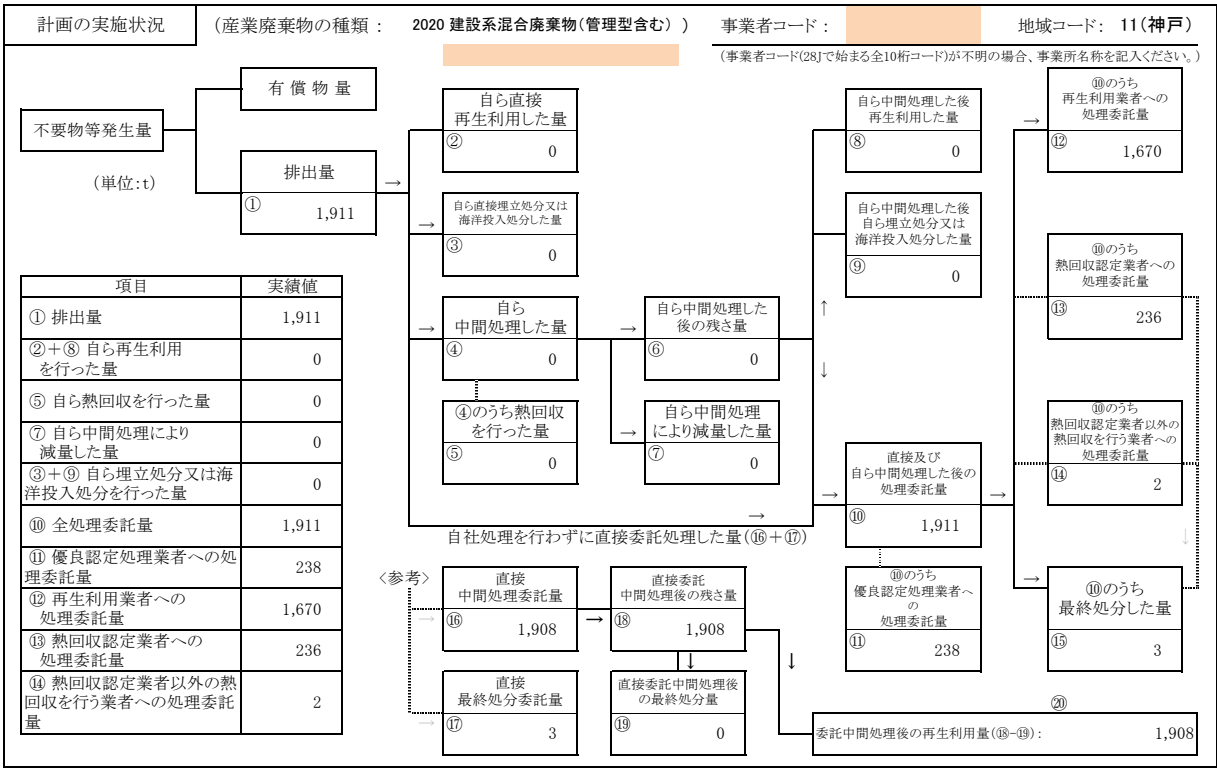 計画の実施状況
(産業廃棄物の種類： 2020 建設系混合廃棄物(管理型含む) )
事業者コード：
地域コード： 11(神戸)
(事業者コード(28Jで始まる全10桁コード)が不明の場合、事業所名称を記入ください。)
不要物等発生量
(単位:t)
有償物量
排出量
① 1,911
→
自ら直接
再生利用した量
② 0
→
自ら直接埋立処分又は
海洋投入処分した量
③ 0
→
自ら
中間処理した量
④ 0
④のうち熱回収
を行った量
⑤ 0
→
自ら中間処理した
後の残さ量
⑥ 0
→
自ら中間処理
により減量した量
⑦ 0
自ら中間処理した後
再生利用した量
⑧ 0
自ら中間処理した後
自ら埋立処分又は
海洋投入処分した量
⑨ 0
↑
↓
→
直接及び
自ら中間処理した後の
処理委託量
⑩ 1,911
→
⑩のうち
優良認定処理業者へ
の
処理委託量
⑪ 238
→
⑩のうち
再生利用業者への
処理委託量
⑫ 1,670
⑩のうち
熱回収認定業者への
処理委託量
⑬ 236
⑩のうち
熱回収認定業者以外の
熱回収を行う業者への
処理委託量
⑭ 2
↓
→
⑩のうち
最終処分した量
⑮ 3
→
自社処理を行わずに直接委託処理した量(⑯＋⑰)
〈参考〉
→
直接
中間処理委託量
⑯ 1,908
→
直接委託
中間処理後の残さ量
⑱ 1,908
→
直接
最終処分委託量
⑰ 3
↓
直接委託中間処理後
の最終処分量
⑲ 0
↓
⑳
委託中間処理後の再生利用量(⑱-⑲)： 1,908
項目 実績値
① 排出量 1,911
②＋⑧ 自ら再生利用
を行った量 0
⑤ 自ら熱回収を行った量 0
⑦ 自ら中間処理により
減量した量 0
③＋⑨ 自ら埋立処分又は海
洋投入処分を行った量 0
⑩ 全処理委託量 1,911
⑪ 優良認定処理業者への処
理委託量 238
⑫ 再生利用業者への
処理委託量 1,670
⑬ 熱回収認定業者への
処理委託量 236
⑭ 熱回収認定業者以外の熱
回収を行う業者への処理委託
量 2